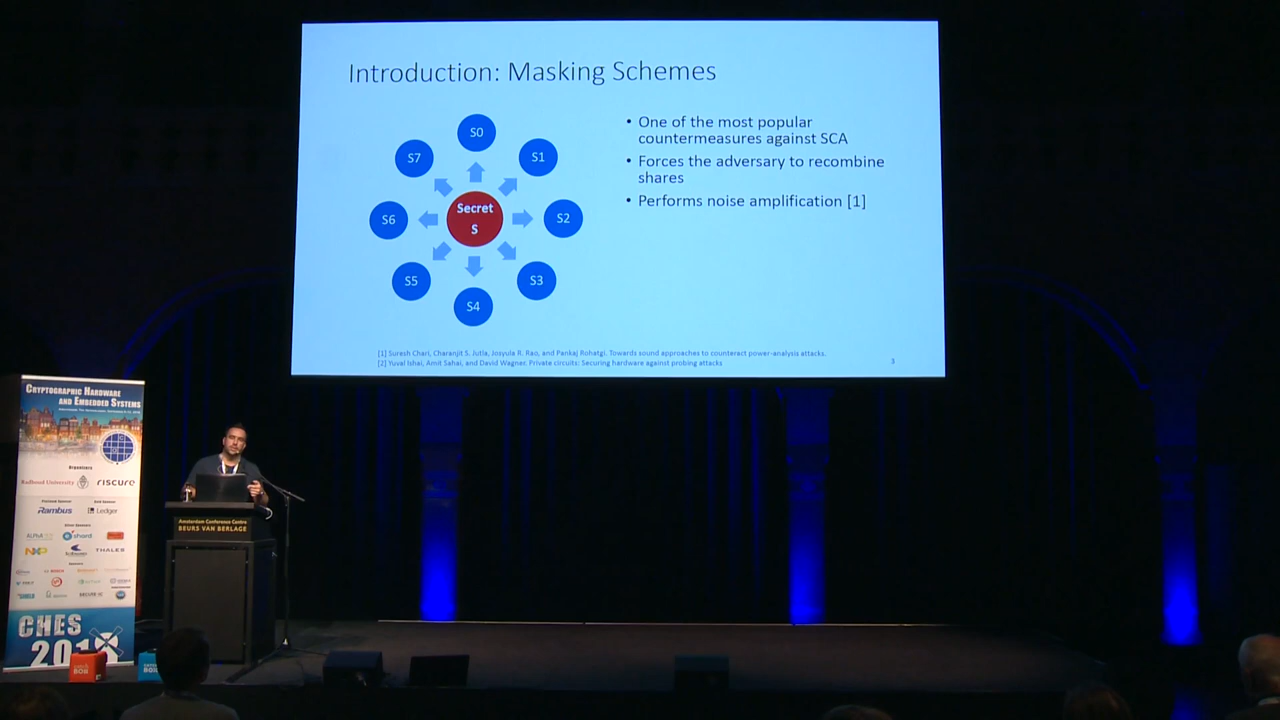 Introduction: Masking Schemes
S0
S7
S1
Secret
S
S6
S2
S5
S3
S4
• One of the most popular
countermeasures against SCA
• Forces the adversary to recombine
shares
• Performs noise amplification [1]
[1] Suresh Chari, Charanjit S. Jutla, Josyula R. Rao, and Pankaj Rohatgi. Towards sound approaches to counteract power-analysis attacks.
[2] Yuval Ishai, Amit Sahai, and David Wagner. Private circuits: Securing hardware against probing attacks
3
Cryptographic Hardware
and Embedded Systems
Organizers
Radboud University
riscure
Rambus
Ledger
eshard
NXP
THALES
CHES
2018
Amsterdam Conference Centre
BEURS VAN BERLAGE